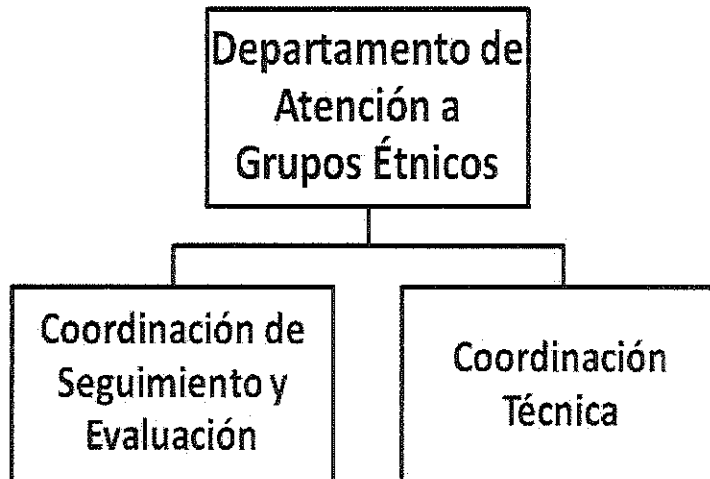 Departamento de
Atención a
Grupos Étnicos
Coordinación de
Seguimiento y
Evaluación
Coordinación
Técnica